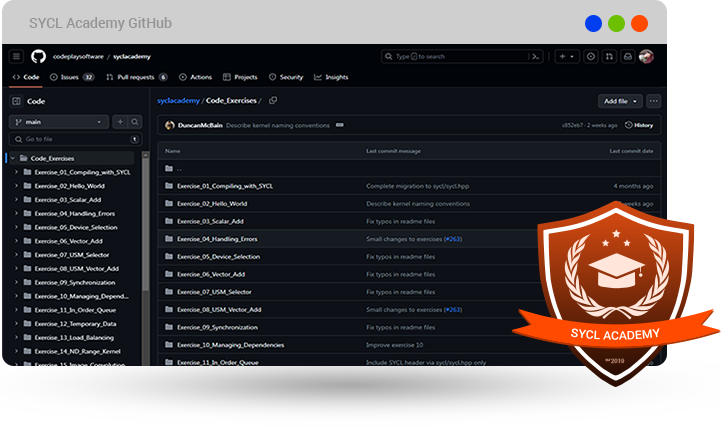 SYCL Academy GitHub
codeplaysoftware / syclacademy
Type / to search
Code Issues 32 Pull requests 6 Actions Projects Security Insights
Code
main
Go to file t
Code_Exercises
Exercise_01_Compiling_with_SYCL
Exercise_02_Hello_World
Exercise_03_Scalar_Add
Exercise_04_Handling_Errors
Exercise_05_Device_Selection
Exercise_06_Vector_Add
Exercise_07_USM_Selector
Exercise_08_USM_Vector_Add
Exercise_09_Synchronization
Exercise_10_Managing_Depend...
Exercise_11_In_Order_Queue
Exercise_12_Temporary_Data
Exercise_13_Load_Balancing
Exercise_14_ND_Range_Kernel
Exercise_15_Image_Convolution
syclacademy / Code_Exercises /
Add file
DuncanMcBain Describe kernel naming conventions
c852eb7 · 2 weeks ago History
Name Last commit message Last commit date
..
Exercise_01_Compiling_with_SYCL Complete migration to sycl/sycl.hpp 4 months ago
Exercise_02_Hello_World Describe kernel naming conventions weeks ago
Exercise_03_Scalar_Add Fix typos in readme files
Exercise_04_Handling_Errors Small changes to exercises (#263)
Exercise_05_Device_Selection Fix typos in readme files
Exercise_06_Vector_Add Fix typos in readme files
Exercise_07_USM_Selector Fix typos in readme files
Exercise_08_USM_Vector_Add Small changes to exercises (#263)
Exercise_09_Synchronization Fix typos in readme files
Exercise_10_Managing_Dependencies Improve exercise 10
Exercise_11_In_Order_Queue Include SYCL header via sycl/sycl.hpp only
SYCL ACADEMY
2019